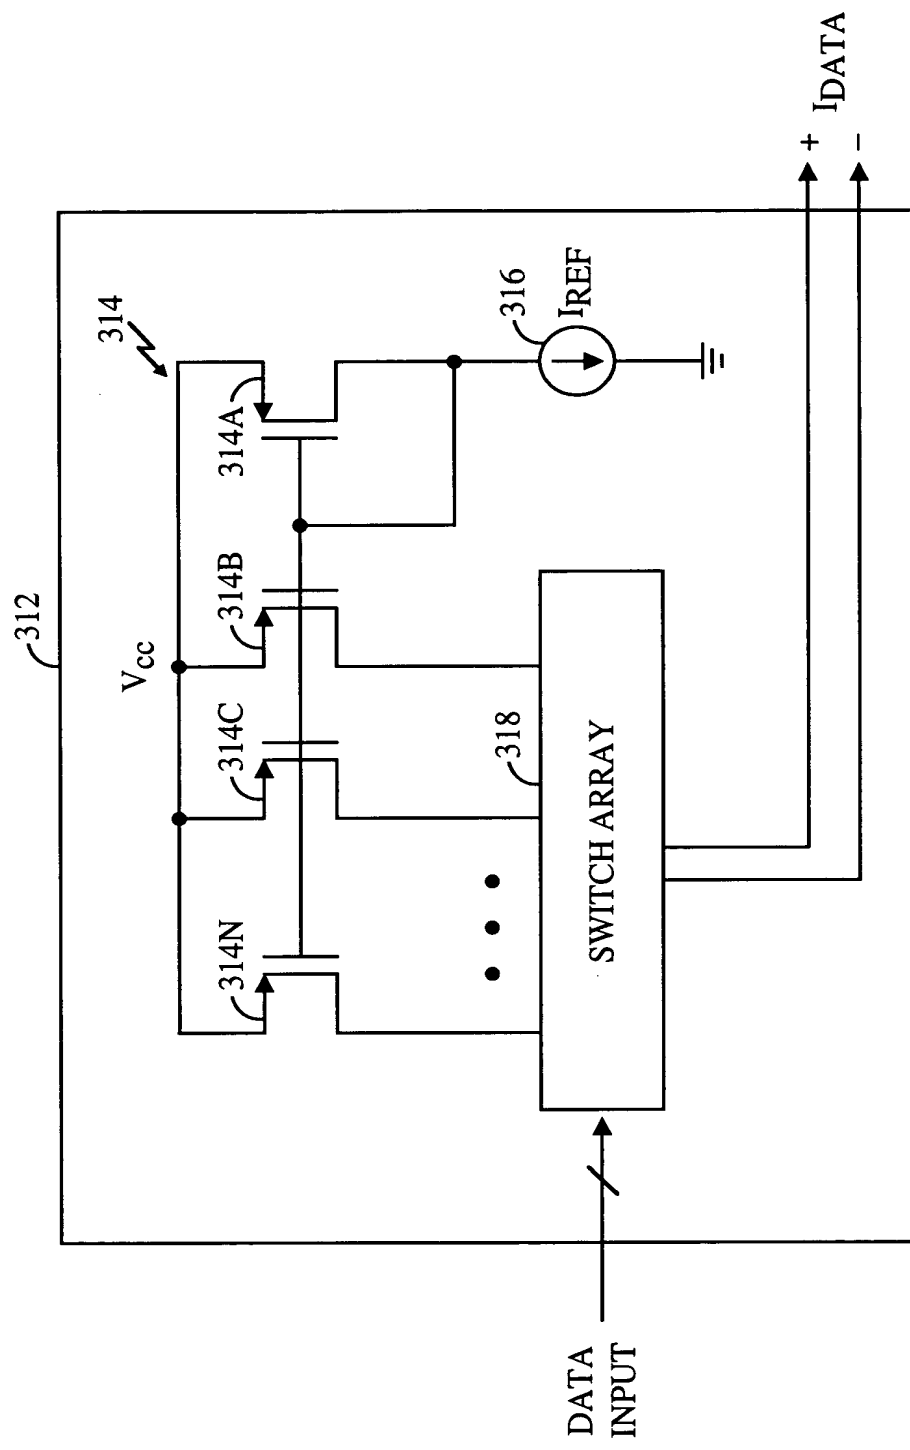 312
314
Vcc
314N
314C
314B
314A
316
IREF
318
SWITCH ARRAY
DATA
INPUT
+
IDATA
−